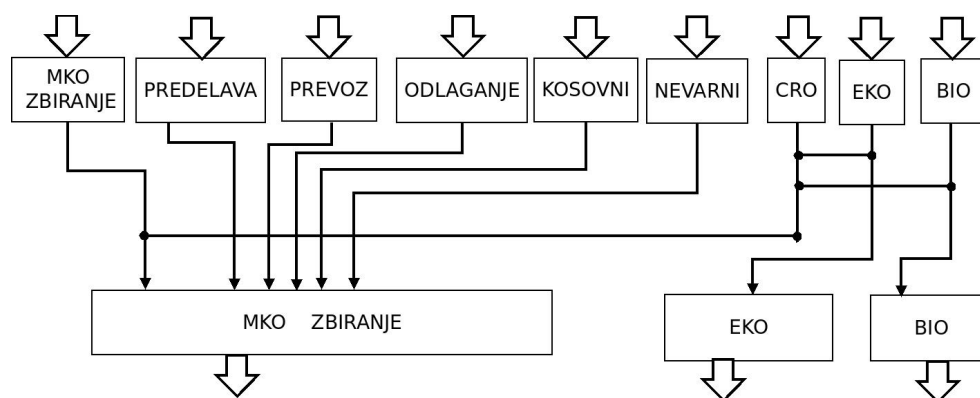 MKO
ZBIRANJE
PREDELAVA
PREVOZ
ODLAGANJE
KOSOVNI
NEVARNI
CRO
EKO
BIO
MKO ZBIRANJE
EKO
BIO